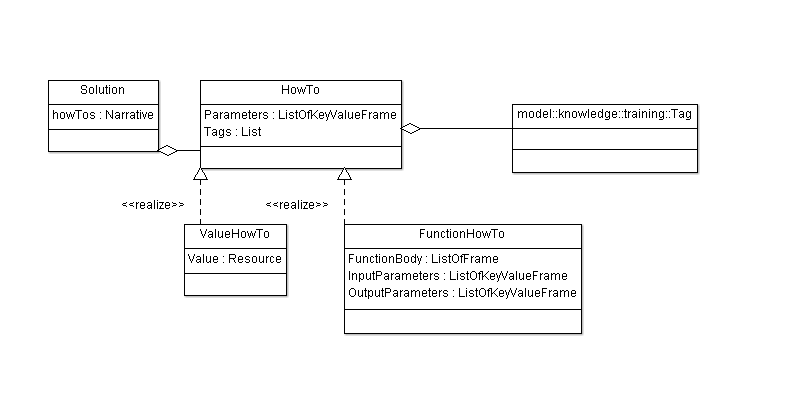 Solution
howTos : Narrative
HowTo
Parameters : ListOfKeyValueFrame
Tags : List
model::knowledge::training::Tag
<<realize>>
<<realize>>
ValueHowTo
Value : Resource
FunctionHowTo
FunctionBody : ListOfFrame
InputParameters : ListOfKeyValueFrame
OutputParameters : ListOfKeyValueFrame